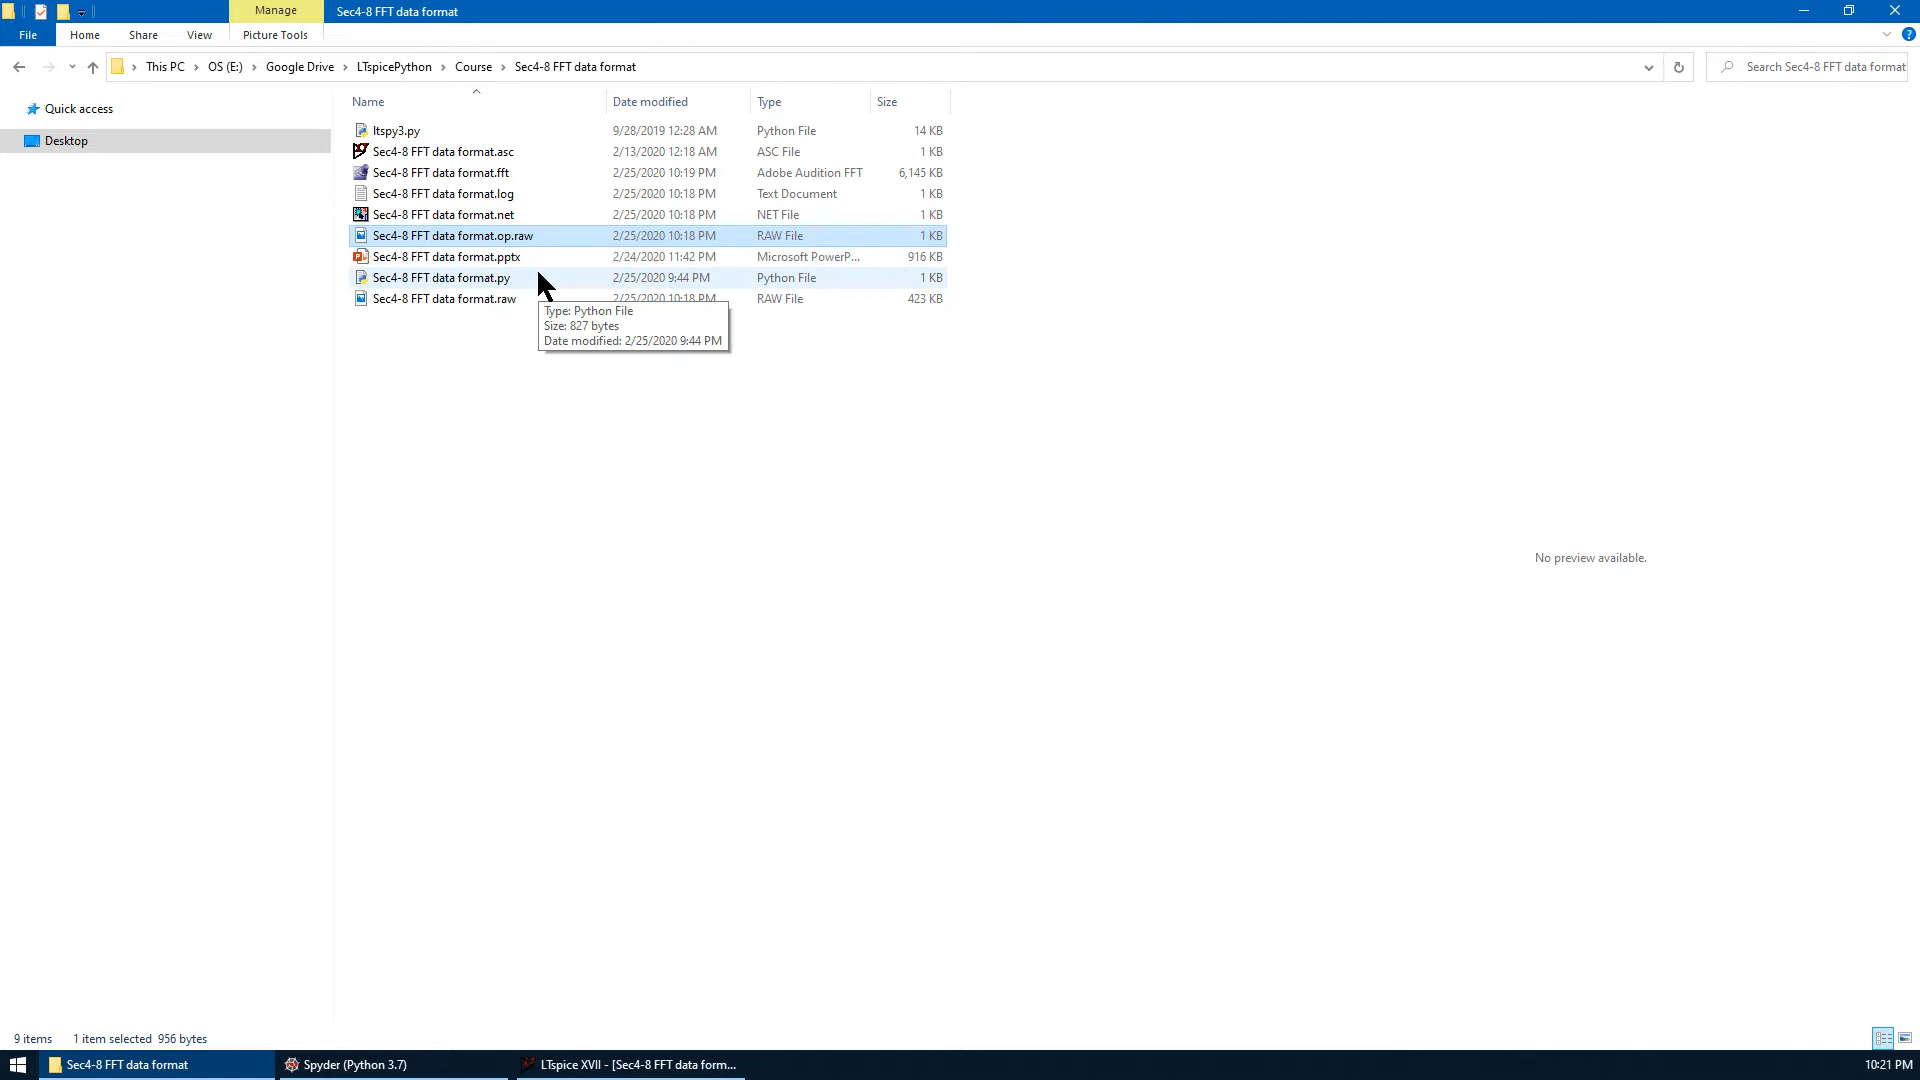 Manage
Sec4-8 FFT data format
File
Home
Share
View
Picture Tools
This PC
OS (E:)
Google Drive
LTspicePython
Course
Sec4-8 FFT data format
Search Sec4-8 FFT data format
Quick access
Desktop
Name
Date modified
Type
Size
ltspy3.py 9/28/2019 12:28 AM Python File 14 KB
Sec4-8 FFT data format.asc 2/13/2020 12:18 AM ASC File 1 KB
Sec4-8 FFT data format.fft 2/25/2020 10:19 PM Adobe Audition FFT 6,145 KB
Sec4-8 FFT data format.log 2/25/2020 10:18 PM Text Document 1 KB
Sec4-8 FFT data format.net 2/25/2020 10:18 PM NET File 1 KB
Sec4-8 FFT data format.op.raw 2/25/2020 10:18 PM RAW File 1 KB
Sec4-8 FFT data format.pptx 2/24/2020 11:42 PM Microsoft PowerP... 916 KB
Sec4-8 FFT data format.py 2/25/2020 9:44 PM Python File 1 KB
Sec4-8 FFT data format.raw 2/25/2020 10:18 PM RAW File 423 KB
Type: Python File
Size: 827 bytes
Date modified: 2/25/2020 9:44 PM
No preview available.
9 items 1 item selected 956 bytes
Sec4-8 FFT data format
Spyder (Python 3.7)
LTspice XVII - [Sec4-8 FFT data form...
10:21 PM